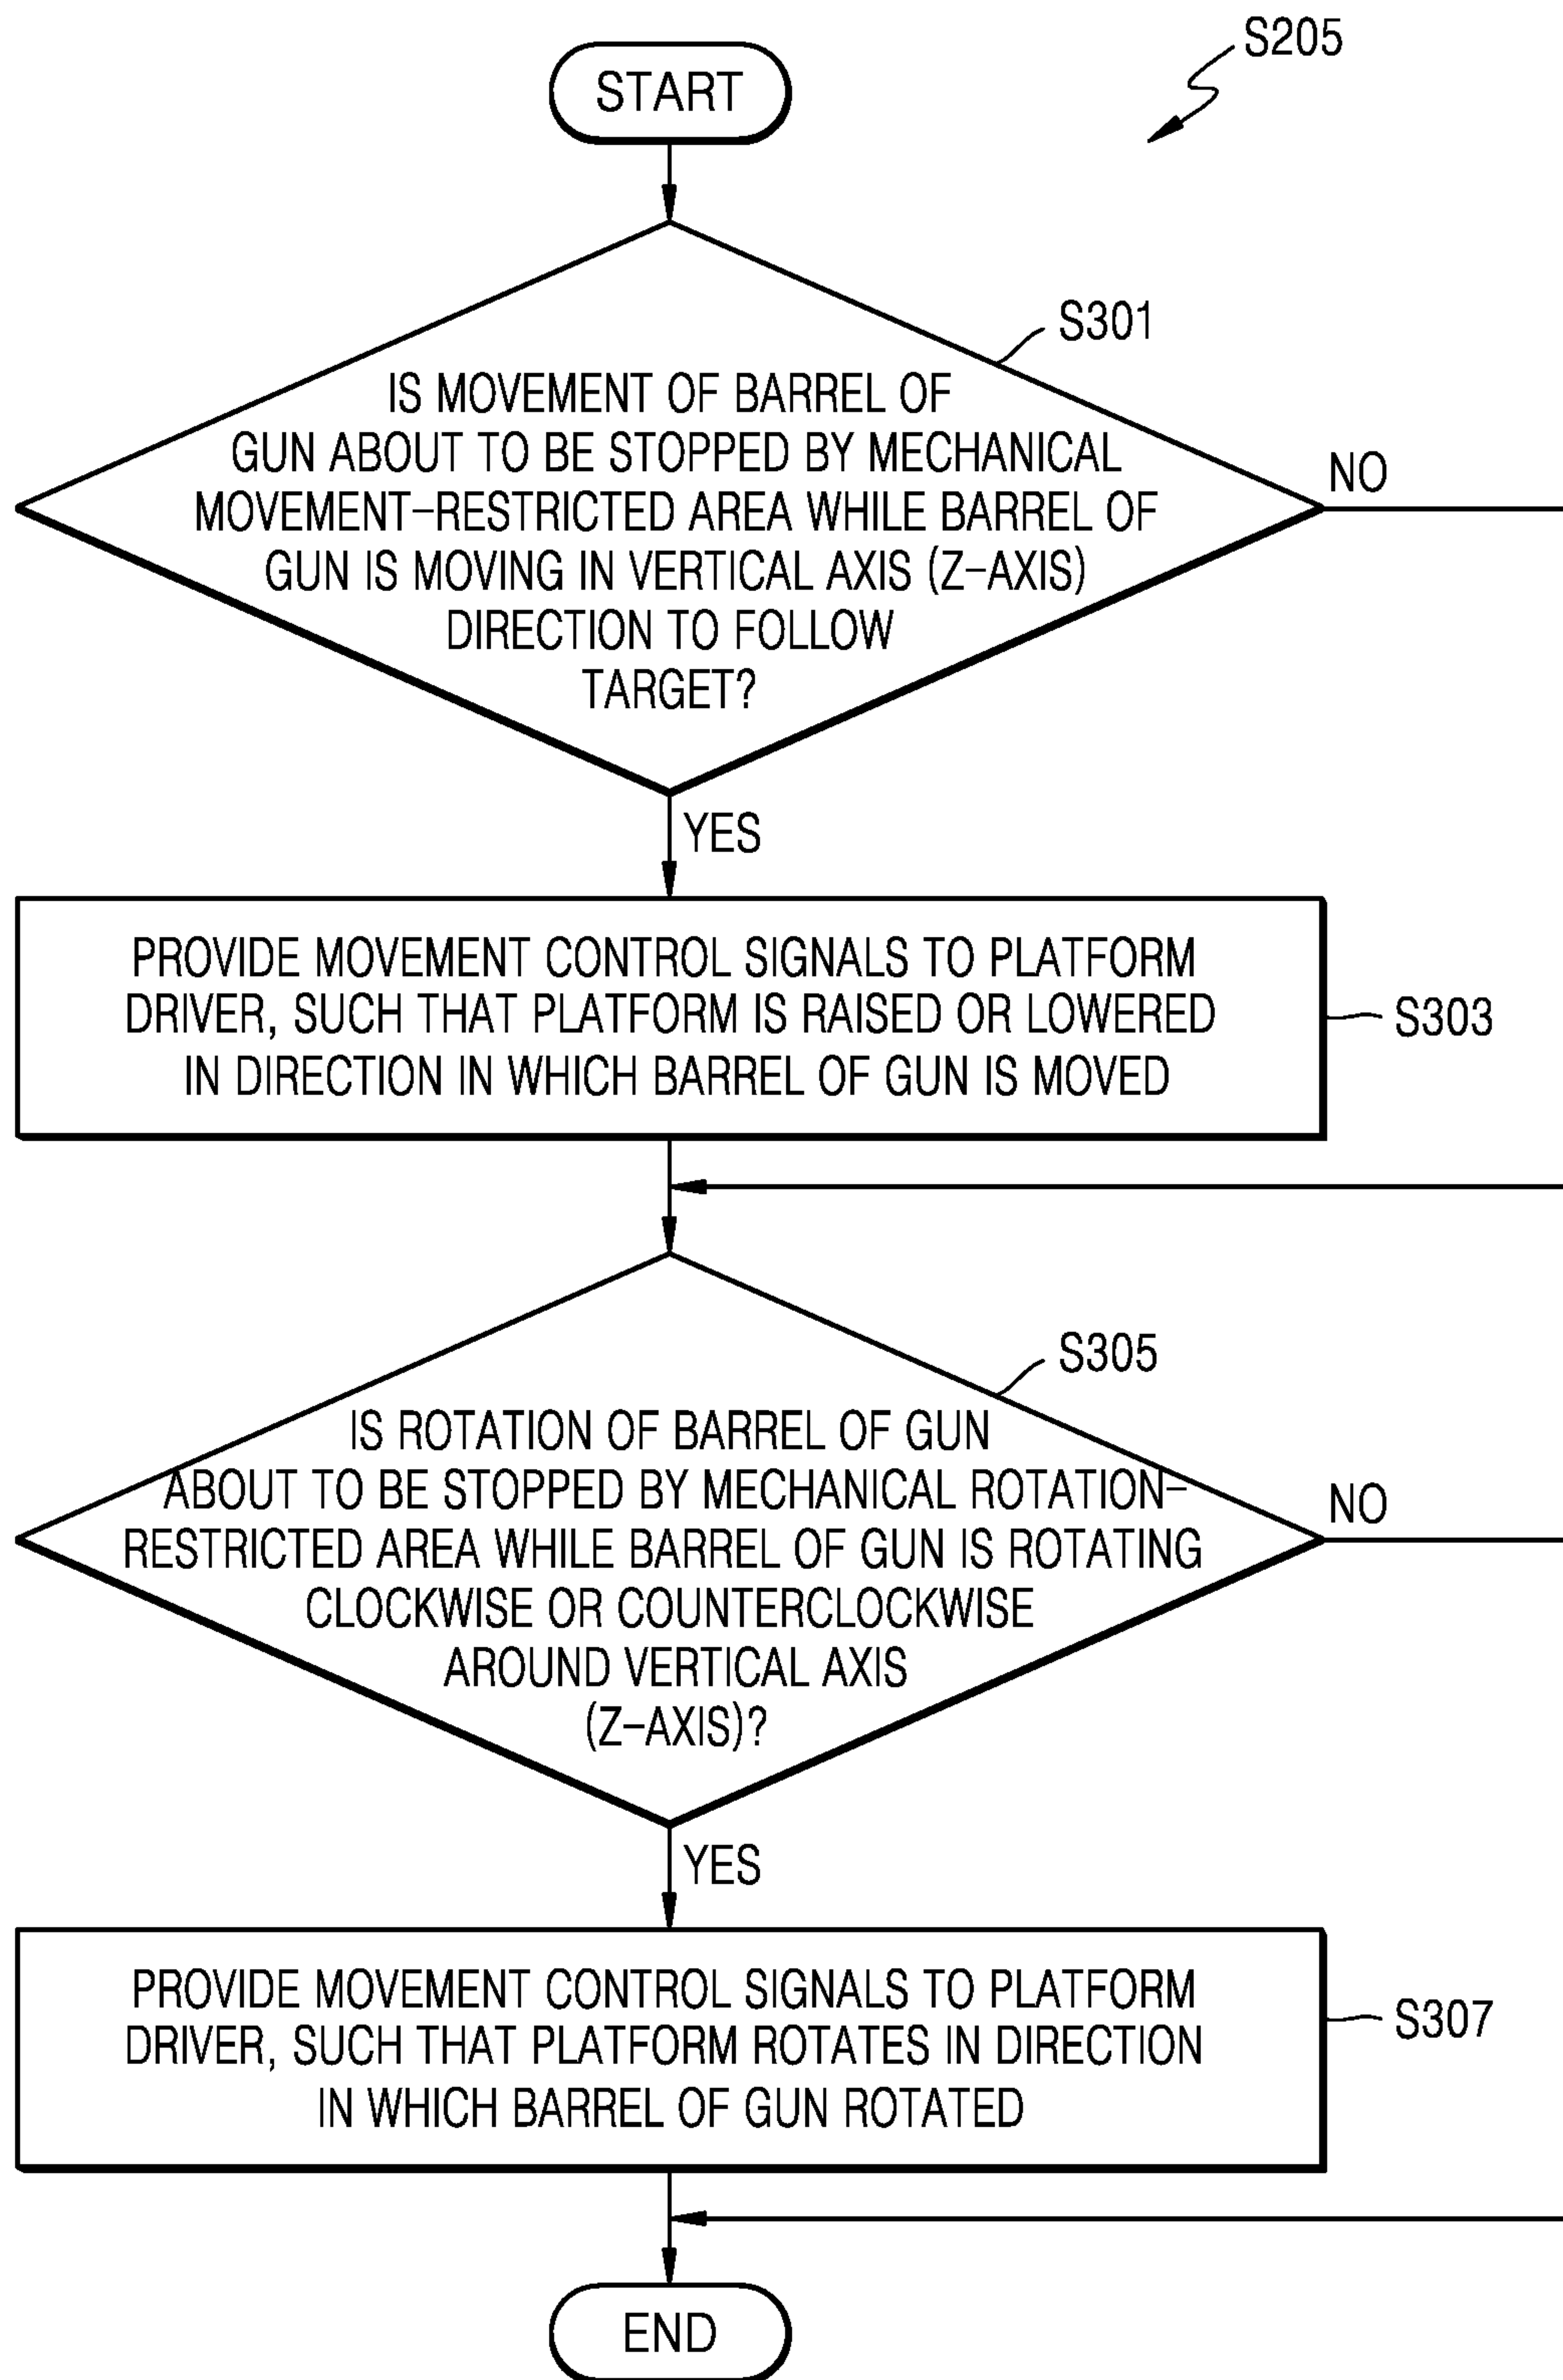 S205
START
S301
IS MOVEMENT OF BARREL OF
GUN ABOUT TO BE STOPPED BY MECHANICAL
MOVEMENT-RESTRICTED AREA WHILE BARREL OF
GUN IS MOVING IN VERTICAL AXIS (Z-AXIS)
DIRECTION TO FOLLOW
TARGET?
NO
YES
PROVIDE MOVEMENT CONTROL SIGNALS TO PLATFORM
DRIVER, SUCH THAT PLATFORM IS RAISED OR LOWERED
IN DIRECTION IN WHICH BARREL OF GUN IS MOVED
S303
S305
IS ROTATION OF BARREL OF GUN
ABOUT TO BE STOPPED BY MECHANICAL ROTATION-
RESTRICTED AREA WHILE BARREL OF GUN IS ROTATING
CLOCKWISE OR COUNTERCLOCKWISE
AROUND VERTICAL AXIS
(Z-AXIS)?
NO
YES
PROVIDE MOVEMENT CONTROL SIGNALS TO PLATFORM
DRIVER, SUCH THAT PLATFORM ROTATES IN DIRECTION
IN WHICH BARREL OF GUN ROTATED
S307
END